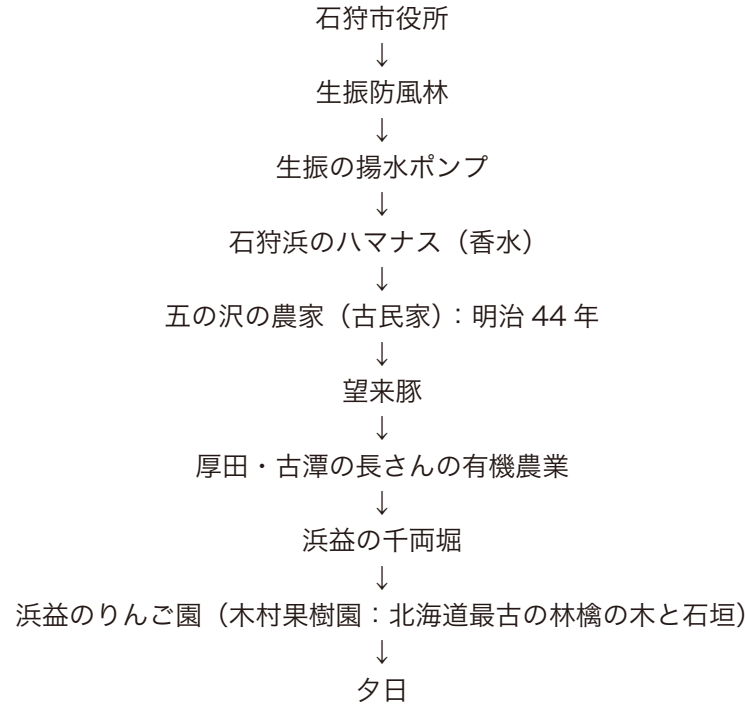 石狩市役所
↓
生振防風林
↓
生振の揚水ポンプ
↓
石狩浜のハマナス（香水）
↓
五の沢の農家（古民家）：明治 44 年
↓
望来豚
↓
厚田・古潭の長さんの有機農業
↓
浜益の千両堀
↓
浜益のりんご園（木村果樹園：北海道最古の林檎の木と石垣）
↓
夕日